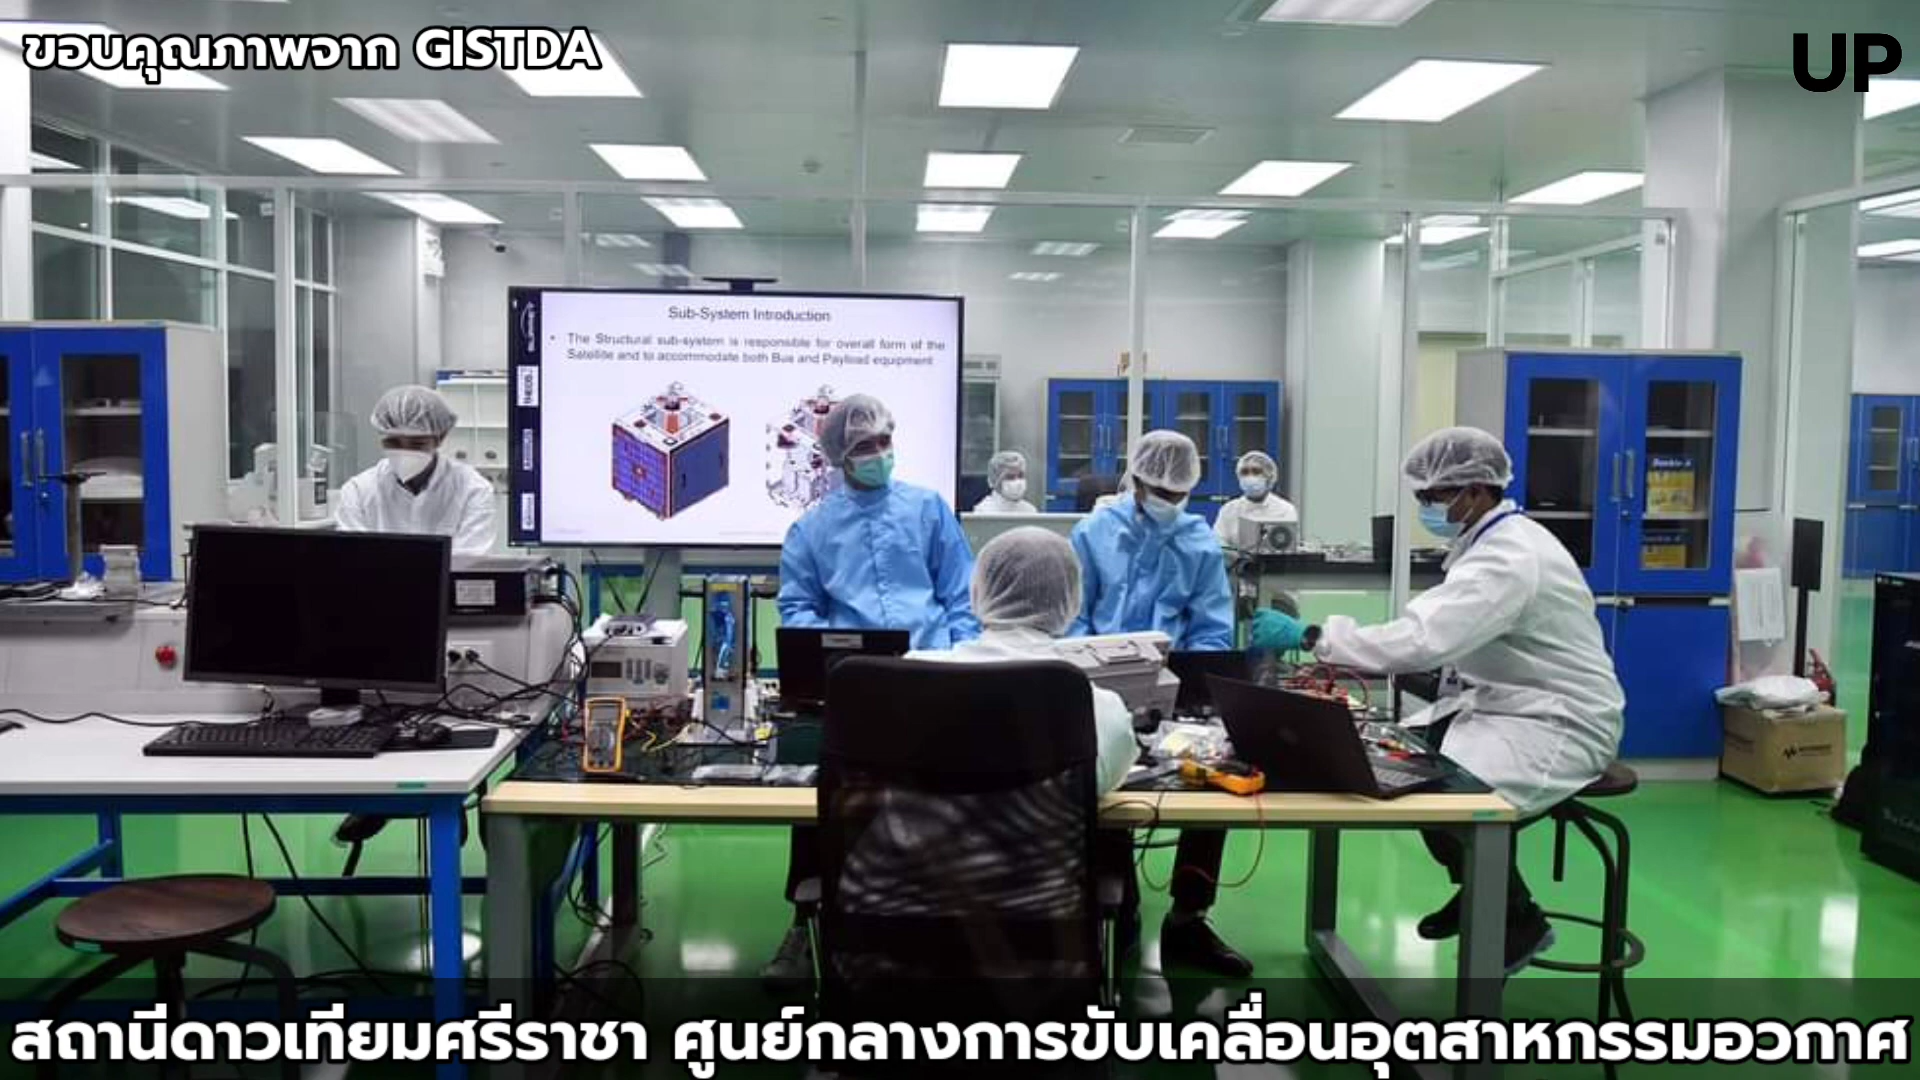 ขอบคุณภาพจาก GISTDA
UP
Sub-System Introduction
• The Structural sub-system is responsible for overall form of the
Satellite and to accommodate both Bus and Payload equipment
สถานีดาวเทียมศรีราชา ศูนย์กลางการขับเคลื่อนอุตสาหกรรมอวกาศ